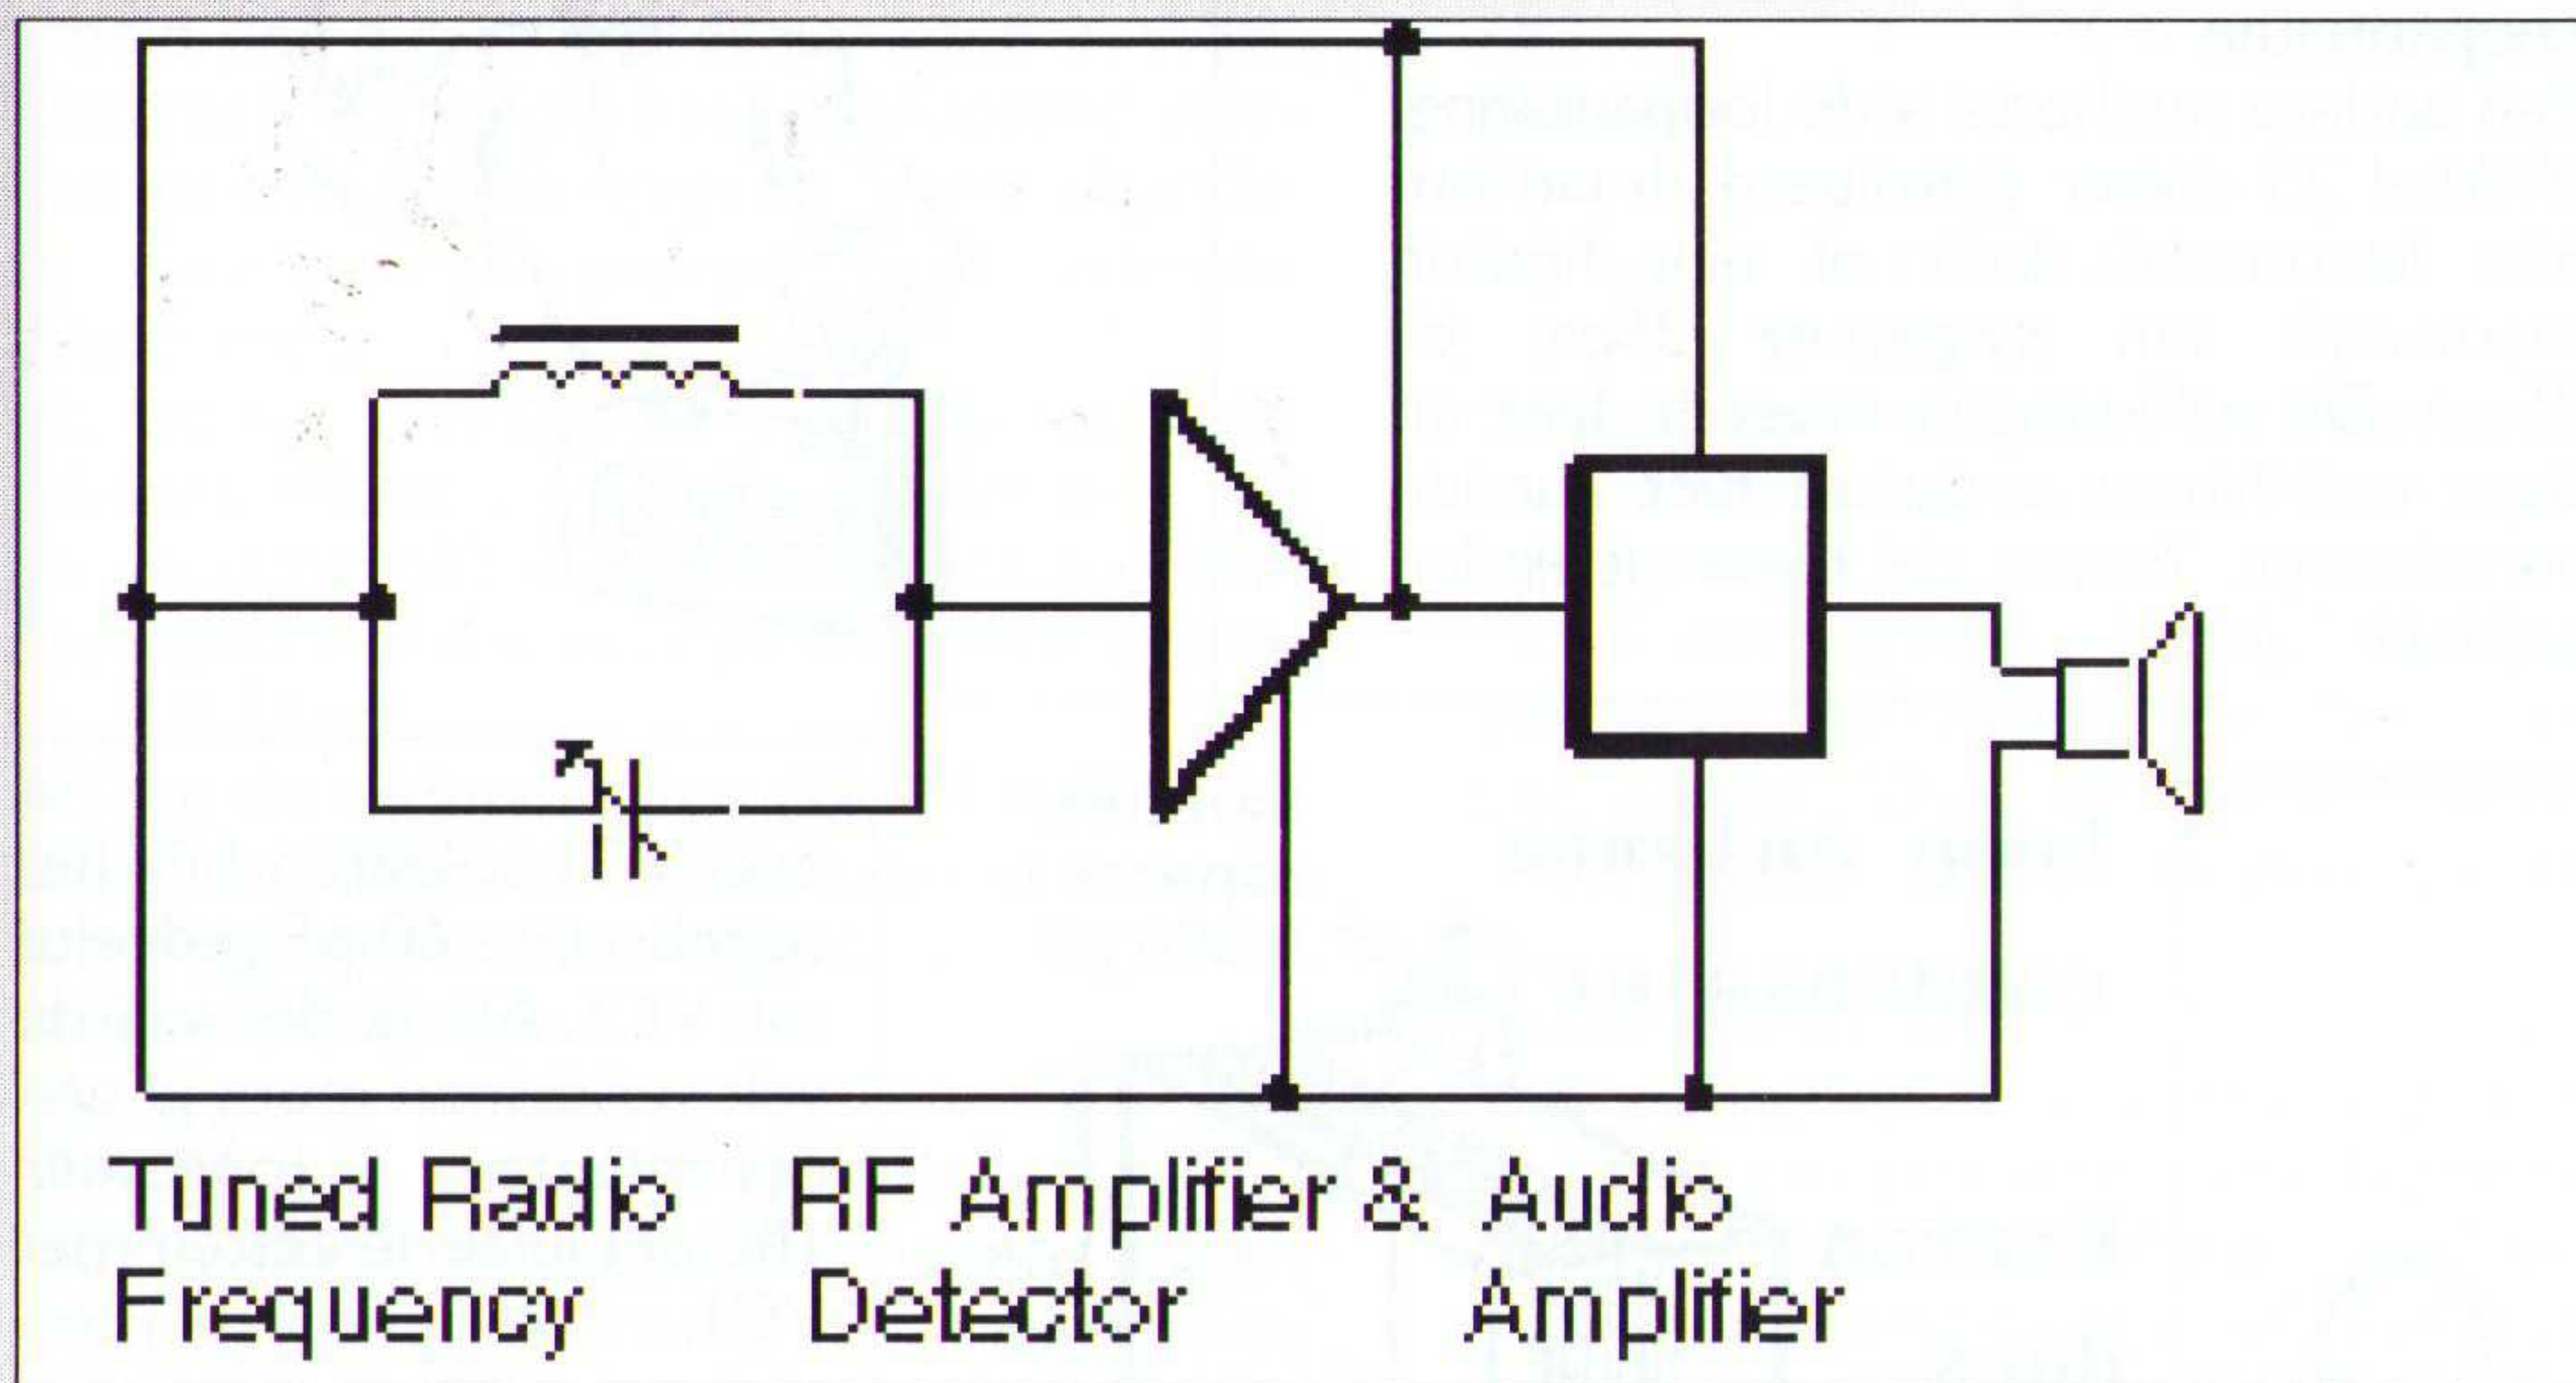 Tuned Radio
Frequency
RF Amplifier &
Detector
Audio
Amplifier